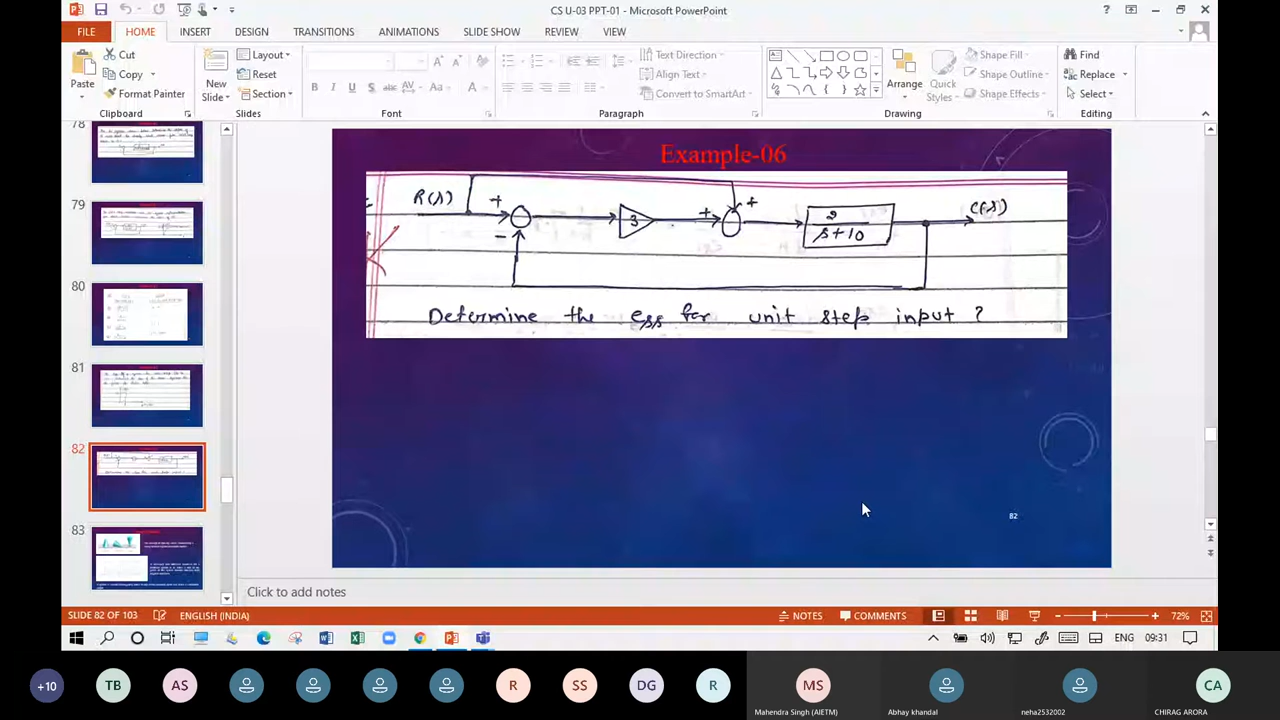 CS U-03 PPT-01 - Microsoft PowerPoint
FILE HOME INSERT DESIGN TRANSITIONS ANIMATIONS SLIDE SHOW REVIEW VIEW
Paste
Cut
Copy
Format Painter
Clipboard
New Slide
Layout
Reset
Section
Slides
B I U S abc AV Aa A
Font
Paragraph
Text Direction
Align Text
Convert to SmartArt
Arrange
Quick Styles
Shape Fill
Shape Outline
Shape Effects
Drawing
Find
Replace
Select
Editing
78
79
80
81
82
83
Example-06
R(s) + - 3 + + 2 C(s)
s+10
Determine the ess for unit step input ?
82
Click to add notes
SLIDE 82 OF 103 ENGLISH (INDIA) NOTES COMMENTS 72%
ENG 09:31
+10 TB AS R SS DG R MS CA
Mahendra Singh (AIETM) Abhay khandal neha2532002 CHIRAG ARORA